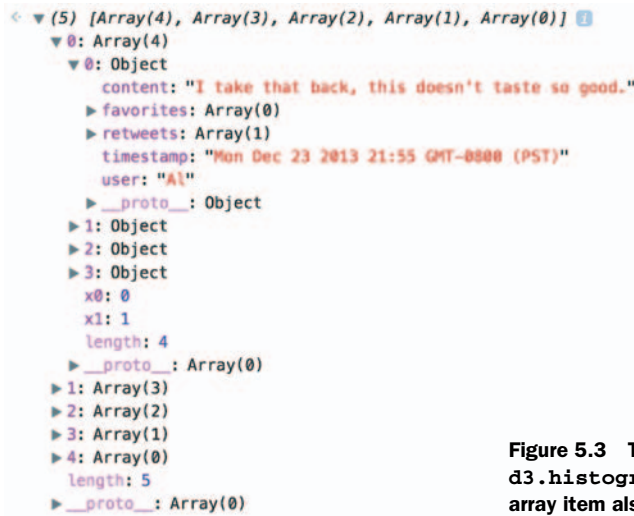 (5) [Array(4), Array(3), Array(2), Array(1), Array(0)] i
0: Array(4)
0: Object
content: "I take that back, this doesn't taste so good."
favorites: Array(0)
retweets: Array(1)
timestamp: "Mon Dec 23 2013 21:55 GMT-0800 (PST)"
user: "Al"
__proto__: Object
1: Object
2: Object
3: Object
x0: 0
x1: 1
length: 4
__proto__: Array(0)
1: Array(3)
2: Array(2)
3: Array(1)
4: Array(0)
length: 5
__proto__: Array(0)
Figure 5.3
d3.histog
array item